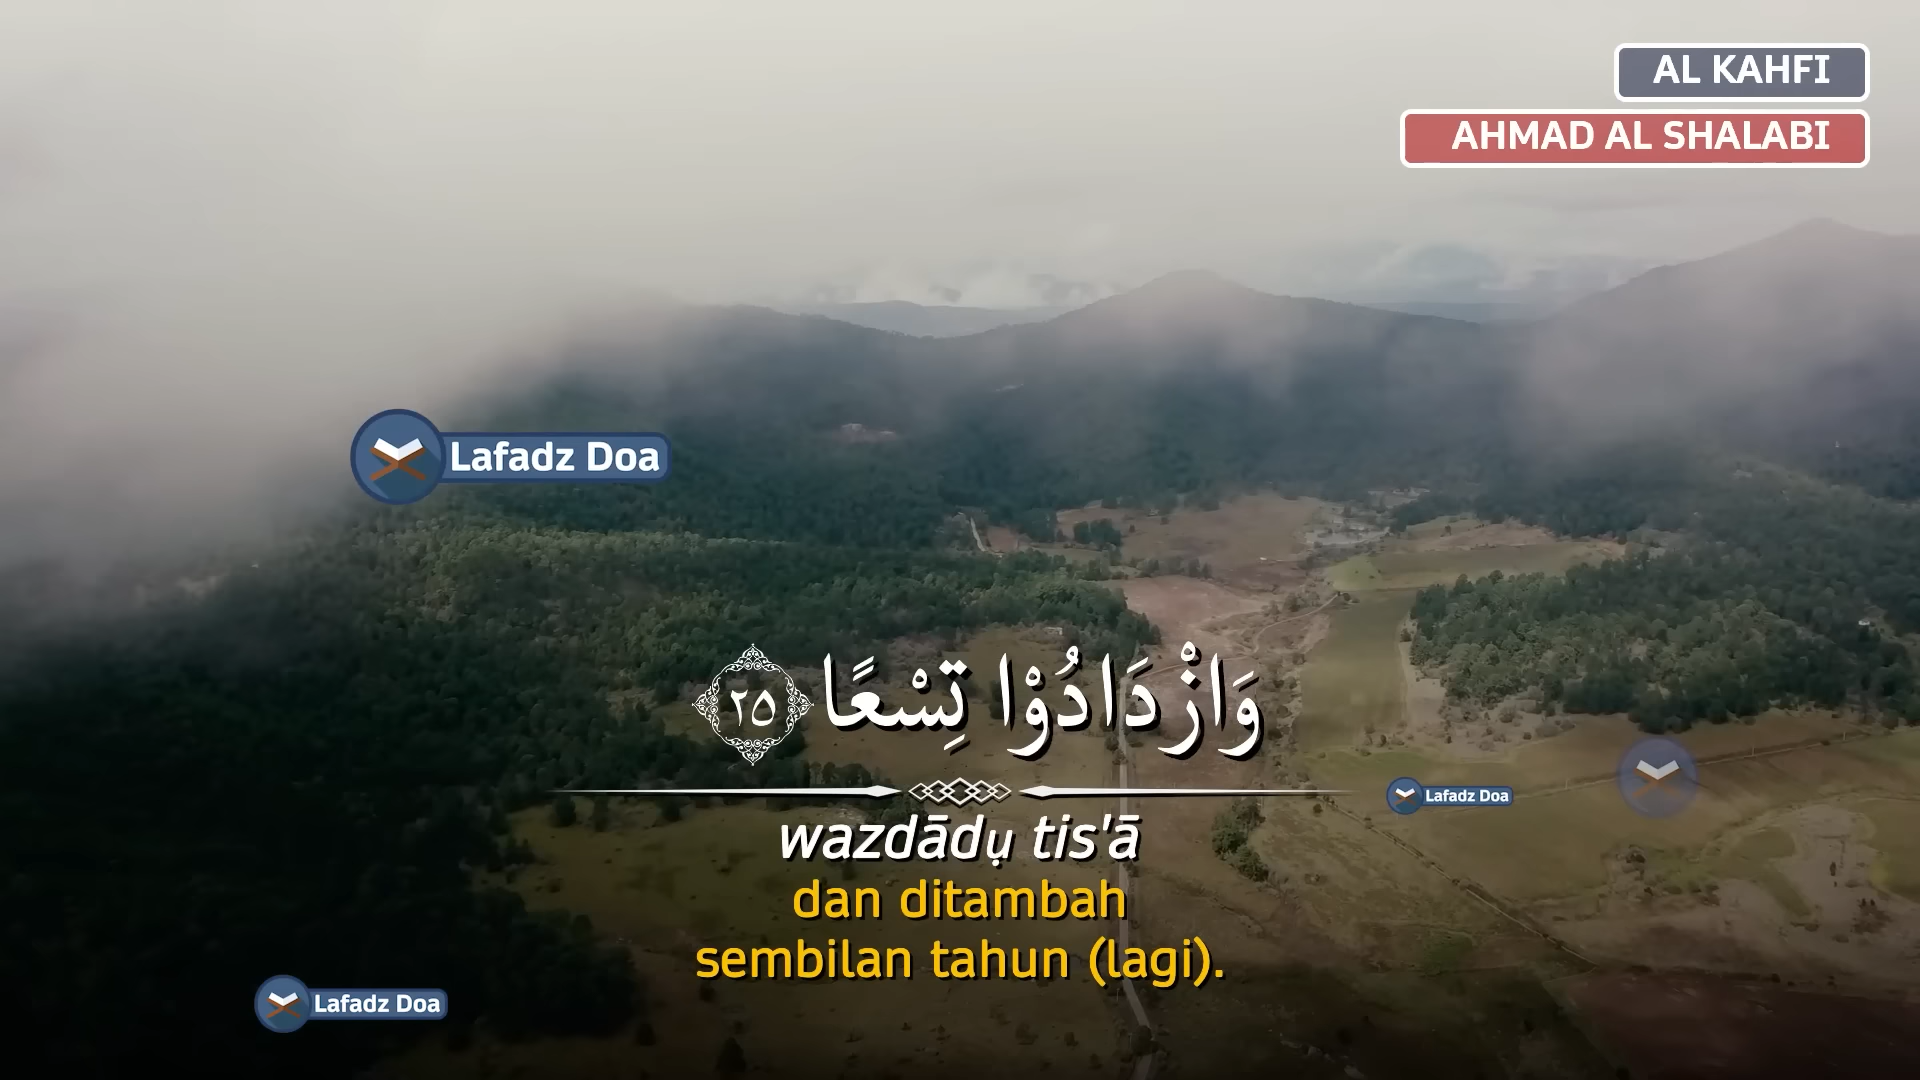 AL KAHFI
AHMAD AL SHALABI
Lafadz Doa
وَازْدَادُوْا تِسْعًا ٢٥
Lafadz Doa
wazdādụ tis'ā
dan ditambah
sembilan tahun (lagi).
Lafadz Doa